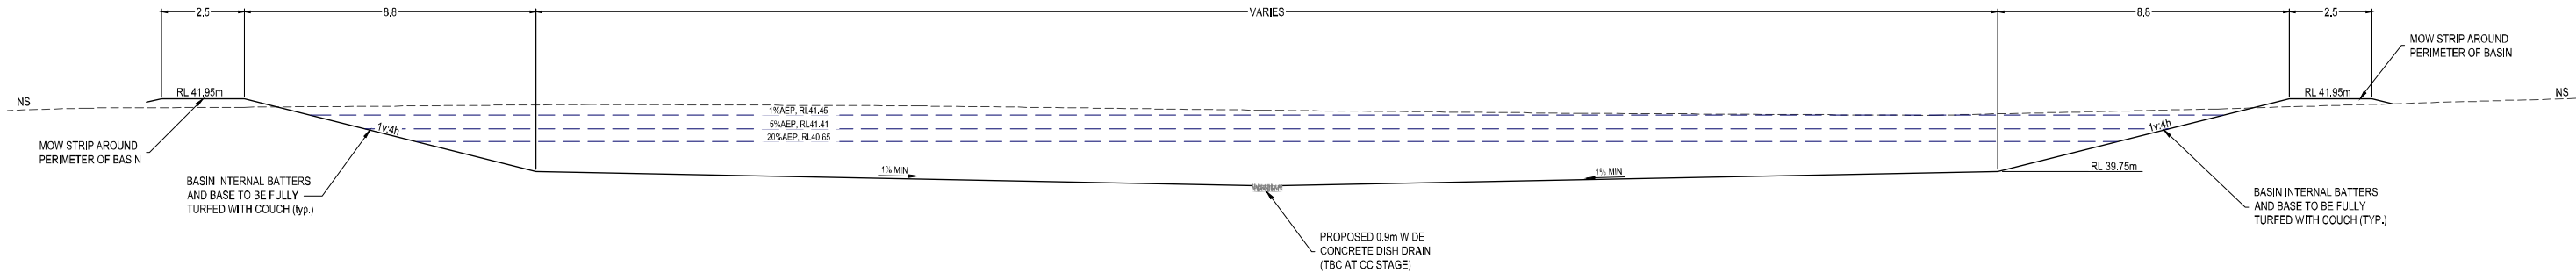 2.5
8.8
VARIES
8.8
2.5
MOW STRIP AROUND
PERIMETER OF BASIN
NS
RL 41.95m
RL 41.95m
NS
1%AEP, RL41.45
5%AEP, RL41.41
20%AEP, RL40.65
1v:4h
1v:4h
MOW STRIP AROUND
PERIMETER OF BASIN
1% MIN
1% MIN
RL 39.75m
BASIN INTERNAL BATTERS
AND BASE TO BE FULLY
TURFED WITH COUCH (typ.)
BASIN INTERNAL BATTERS
AND BASE TO BE FULLY
TURFED WITH COUCH (TYP.)
PROPOSED 0.9m WIDE
CONCRETE DISH DRAIN
(TBC AT CC STAGE)